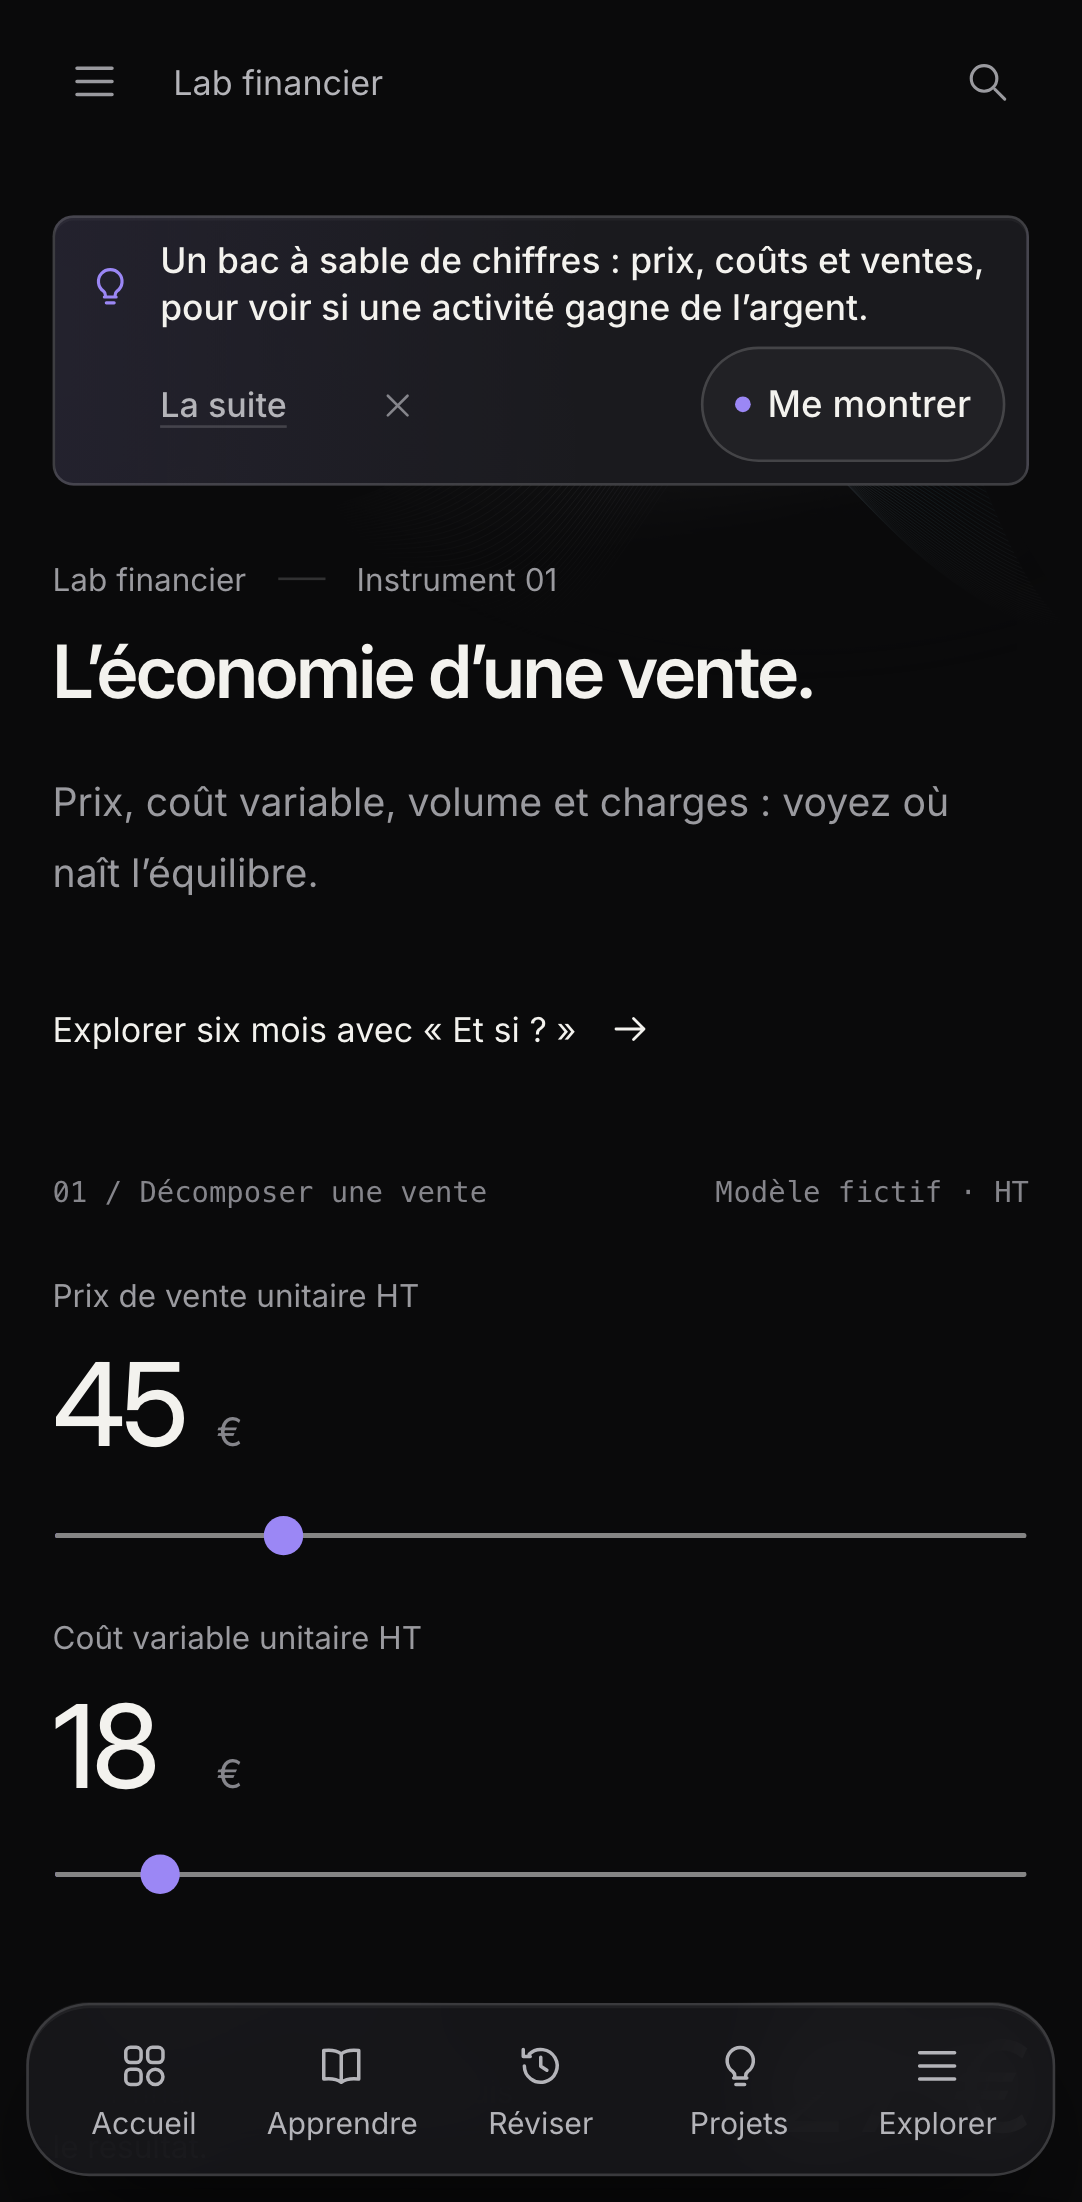 Lab financier
Un bac à sable de chiffres : prix, coûts et ventes,
pour voir si une activité gagne de l’argent.
La suite
Me montrer
Lab financier — Instrument 01
L’économie d’une vente.
Prix, coût variable, volume et charges : voyez où
naît l’équilibre.
Explorer six mois avec « Et si ? » →
01 / Décomposer une vente
Modèle fictif · HT
Prix de vente unitaire HT
45 €
Coût variable unitaire HT
18 €
Accueil
Apprendre
Réviser
Projets
Explorer